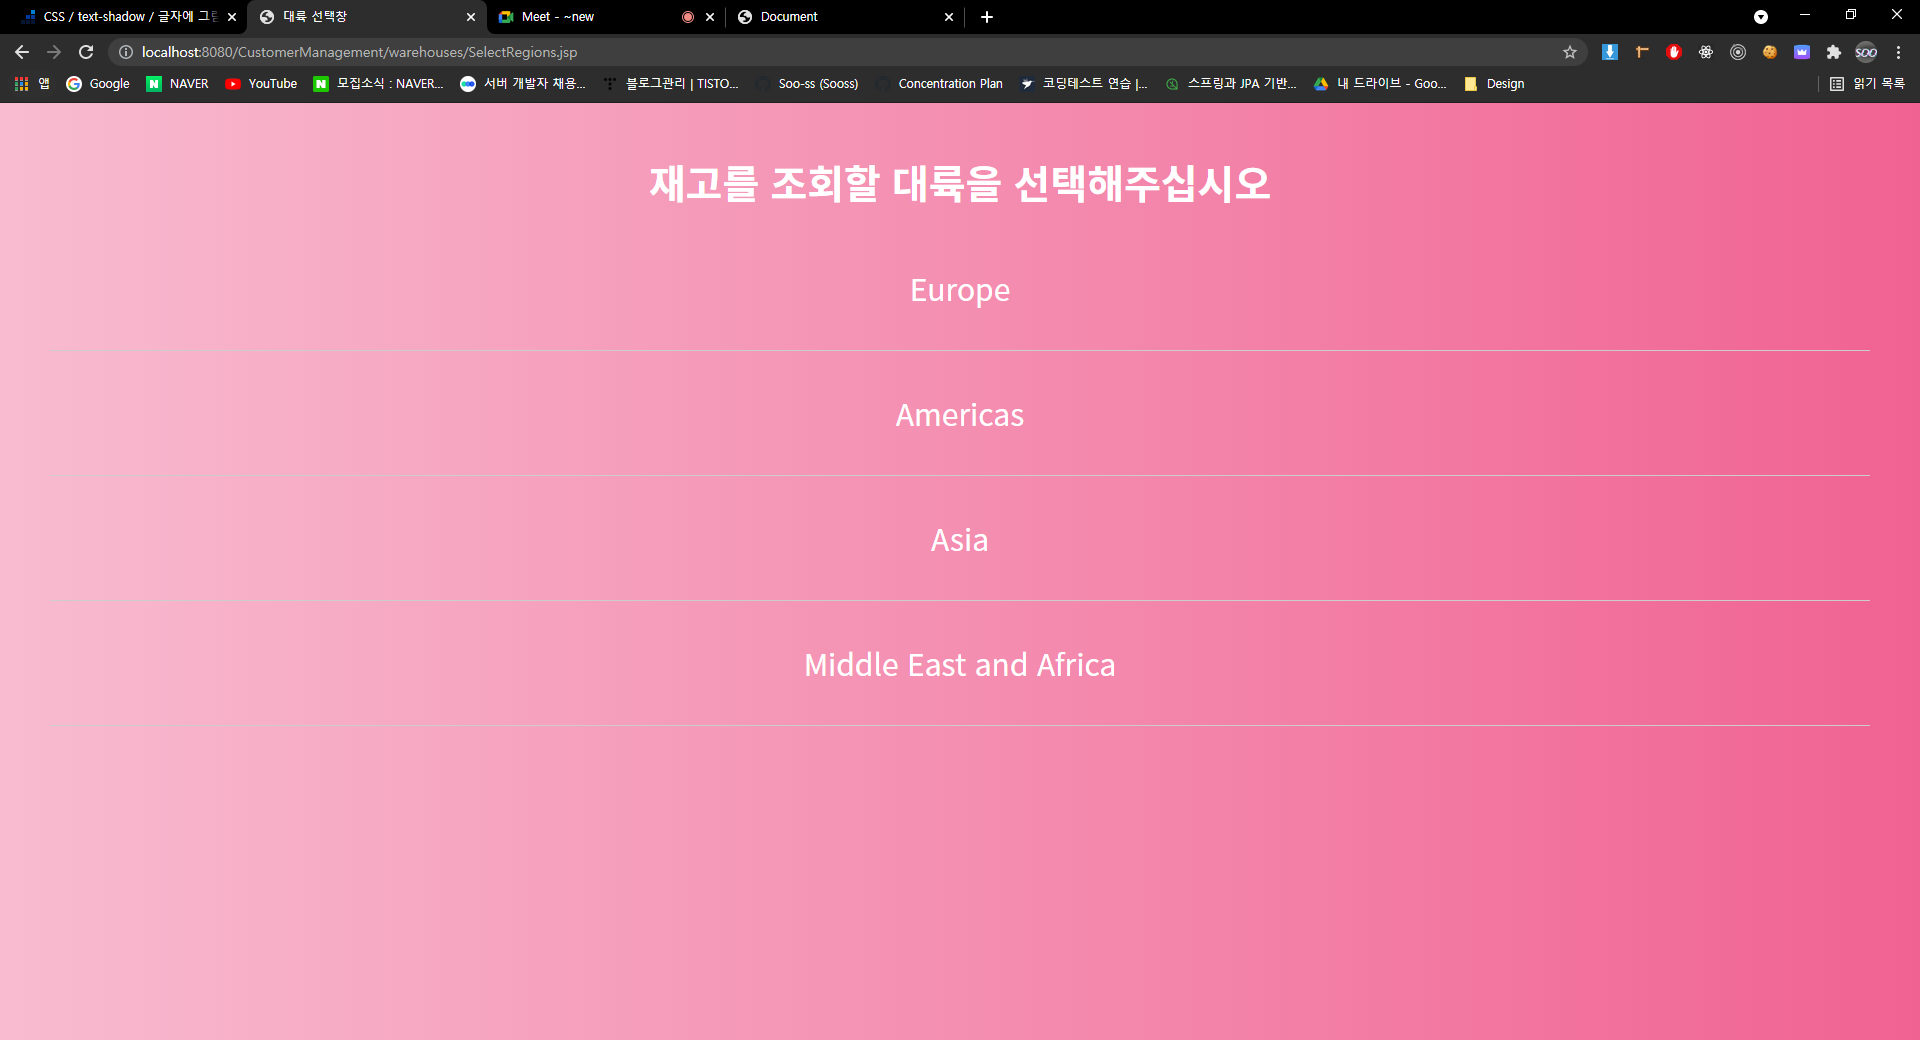 CSS / text-shadow / 글자에 그림
대륙 선택창
Meet - ~new
Document
localhost:8080/CustomerManagement/warehouses/SelectRegions.jsp
SOO
앱
Google
NAVER
YouTube
모집소식 : NAVER...
서버 개발자 채용...
블로그관리 | TISTO...
Soo-ss (Sooss)
Concentration Plan
코딩테스트 연습 |...
스프링과 JPA 기반...
내 드라이브 - Goo...
Design
읽기 목록
재고를 조회할 대륙을 선택해주십시오
Europe
Americas
Asia
Middle East and Africa